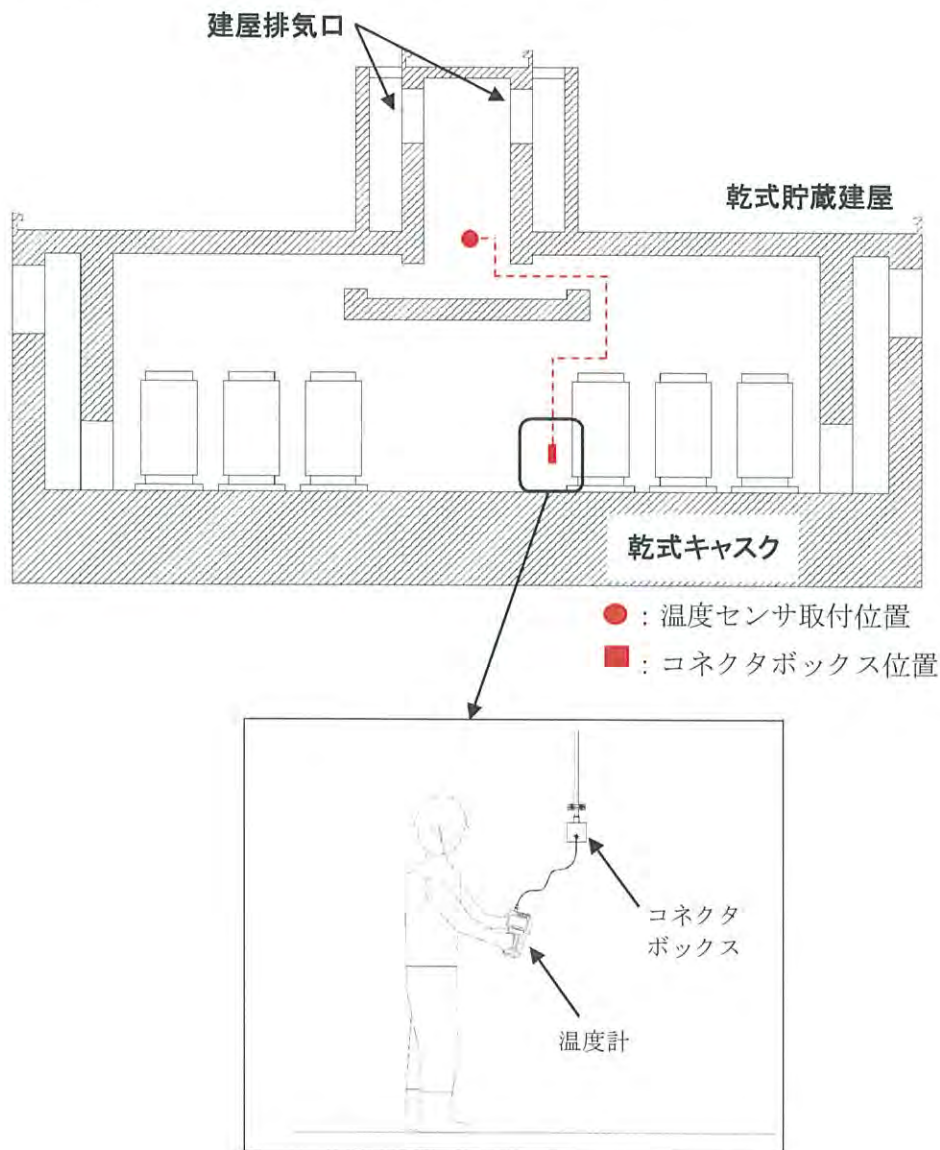 建屋排気口
乾式貯蔵建屋
乾式キャスク
●：温度センサ取付位置
■：コネクタボックス位置
コネクタ
ボックス
温度計